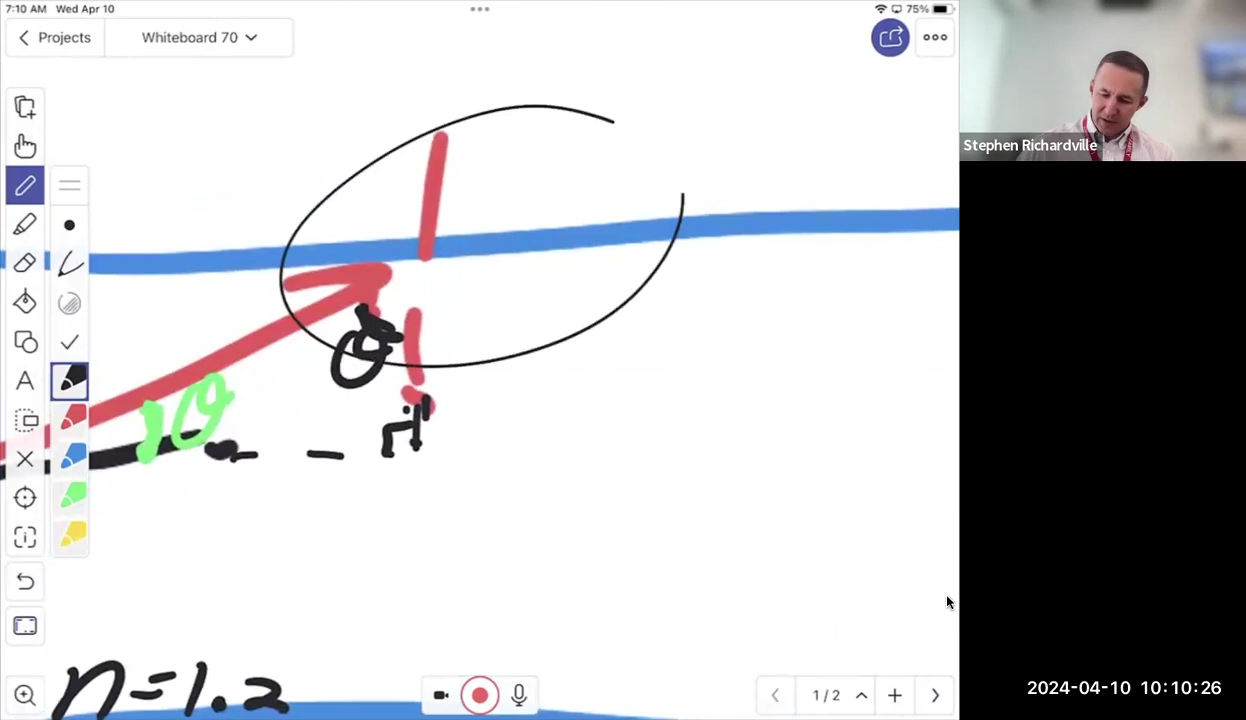 7:10 AM Wed Apr 10
75%
Projects
Whiteboard 70
Stephen Richardville
A
θ
10
n=1.2
1 / 2
2024-04-10 10:10:26